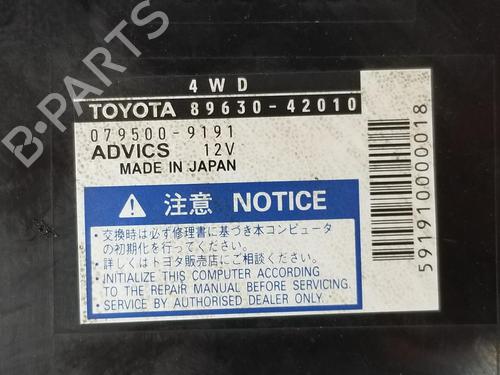 4WD
TOYOTA 89630-42010
079500-9191
ADVICS 12V
MADE IN JAPAN
注意 NOTICE
・交換時は必ず修理書に基づき本コンピュータ
の初期化を行ってください。
・詳しくはトヨタ販売店にご相談ください。
・INITIALIZE THIS COMPUTER ACCORDING
TO THE REPAIR MANUAL BEFORE SERVICING.
・SERVICE BY AUTHORISED DEALER ONLY.
591910000018
B-PARTS
B-PARTS
B-PARTS